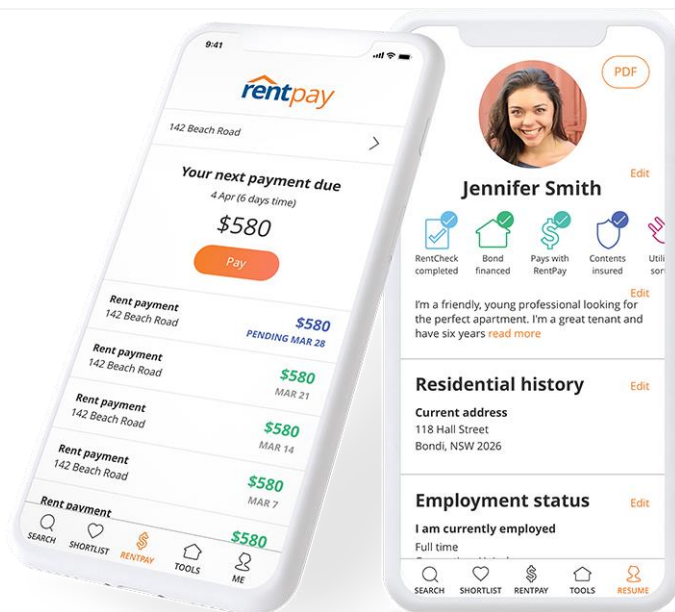 9:41
rentpay
142 Beach Road
Your next payment due
4 Apr (6 days time)
$580
Pay
Rent payment
142 Beach Road
$580
PENDING MAR 28
Rent payment
142 Beach Road
$580
MAR 21
Rent payment
142 Beach Road
$580
MAR 14
Rent payment
142 Beach Road
$580
MAR 7
Rent payment
$580
SEARCH
SHORTLIST
RENTPAY
TOOLS
ME
PDF
Edit
Jennifer Smith
RentCheck
completed
Bond
financed
Pays with
RentPay
Contents
insured
Utili
sor
Edit
I'm a friendly, young professional looking for
the perfect apartment. I'm a great tenant and
have six years read more
Residential history
Edit
Current address
118 Hall Street
Bondi, NSW 2026
Employment status
Edit
I am currently employed
Full time
SEARCH
SHORTLIST
RENTPAY
TOOLS
RESUME